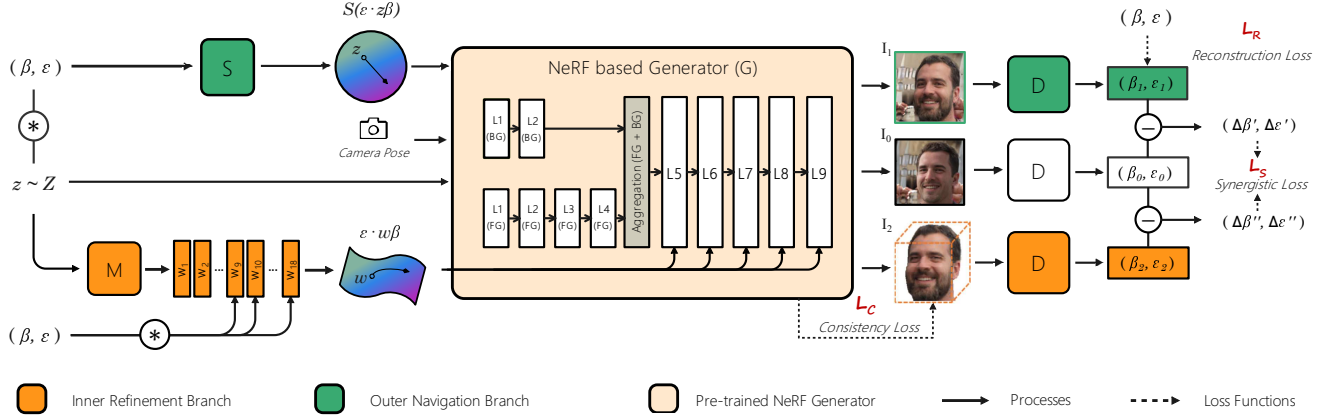 S(ε · zβ)
(β, ε)
S
z
*
Camera Pose
z ~ Z
M
w1
w2
...
w9
w10
...
w18
ε · wβ
w
(β, ε)
*
NeRF based Generator (G)
L1
(BG)
L2
(BG)
L1
(FG)
L2
(FG)
L3
(FG)
L4
(FG)
Aggregation (FG + BG)
L5
L6
L7
L8
L9
I1
I0
I2
D
D
D
(β, ε)
(β1, ε1)
(β0, ε0)
(β2, ε2)
−
−
LR
Reconstruction Loss
(Δβ', Δε')
LS
Synergistic Loss
(Δβ'', Δε'')
LC
Consistency Loss
Inner Refinement Branch
Outer Navigation Branch
Pre-trained NeRF Generator
Processes
Loss Functions